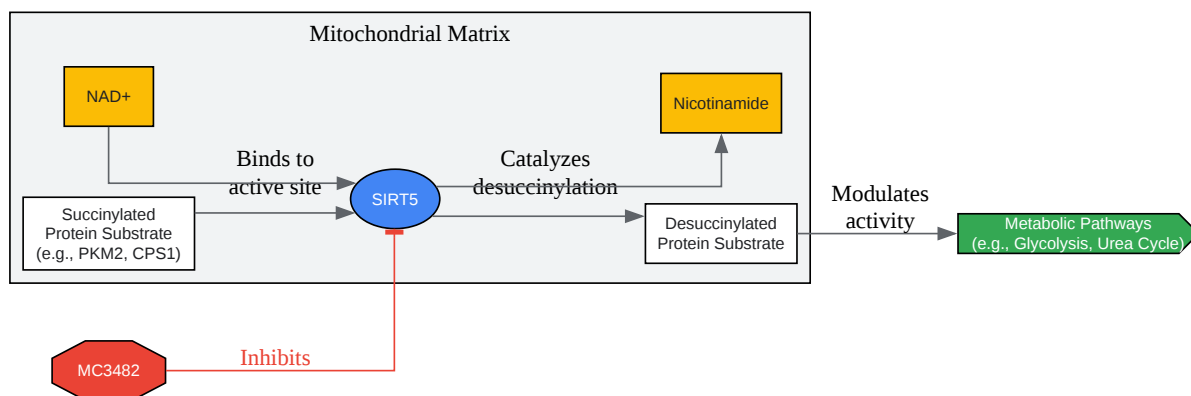 Mitochondrial Matrix
NAD+
Nicotinamide
Binds to
active site
Catalyzes
desuccinylation
SIRT5
Succinylated
Protein Substrate
(e.g., PKM2, CPS1)
Desuccinylated
Protein Substrate
Modulates
activity
Metabolic Pathways
(e.g., Glycolysis, Urea Cycle)
MC3482
Inhibits